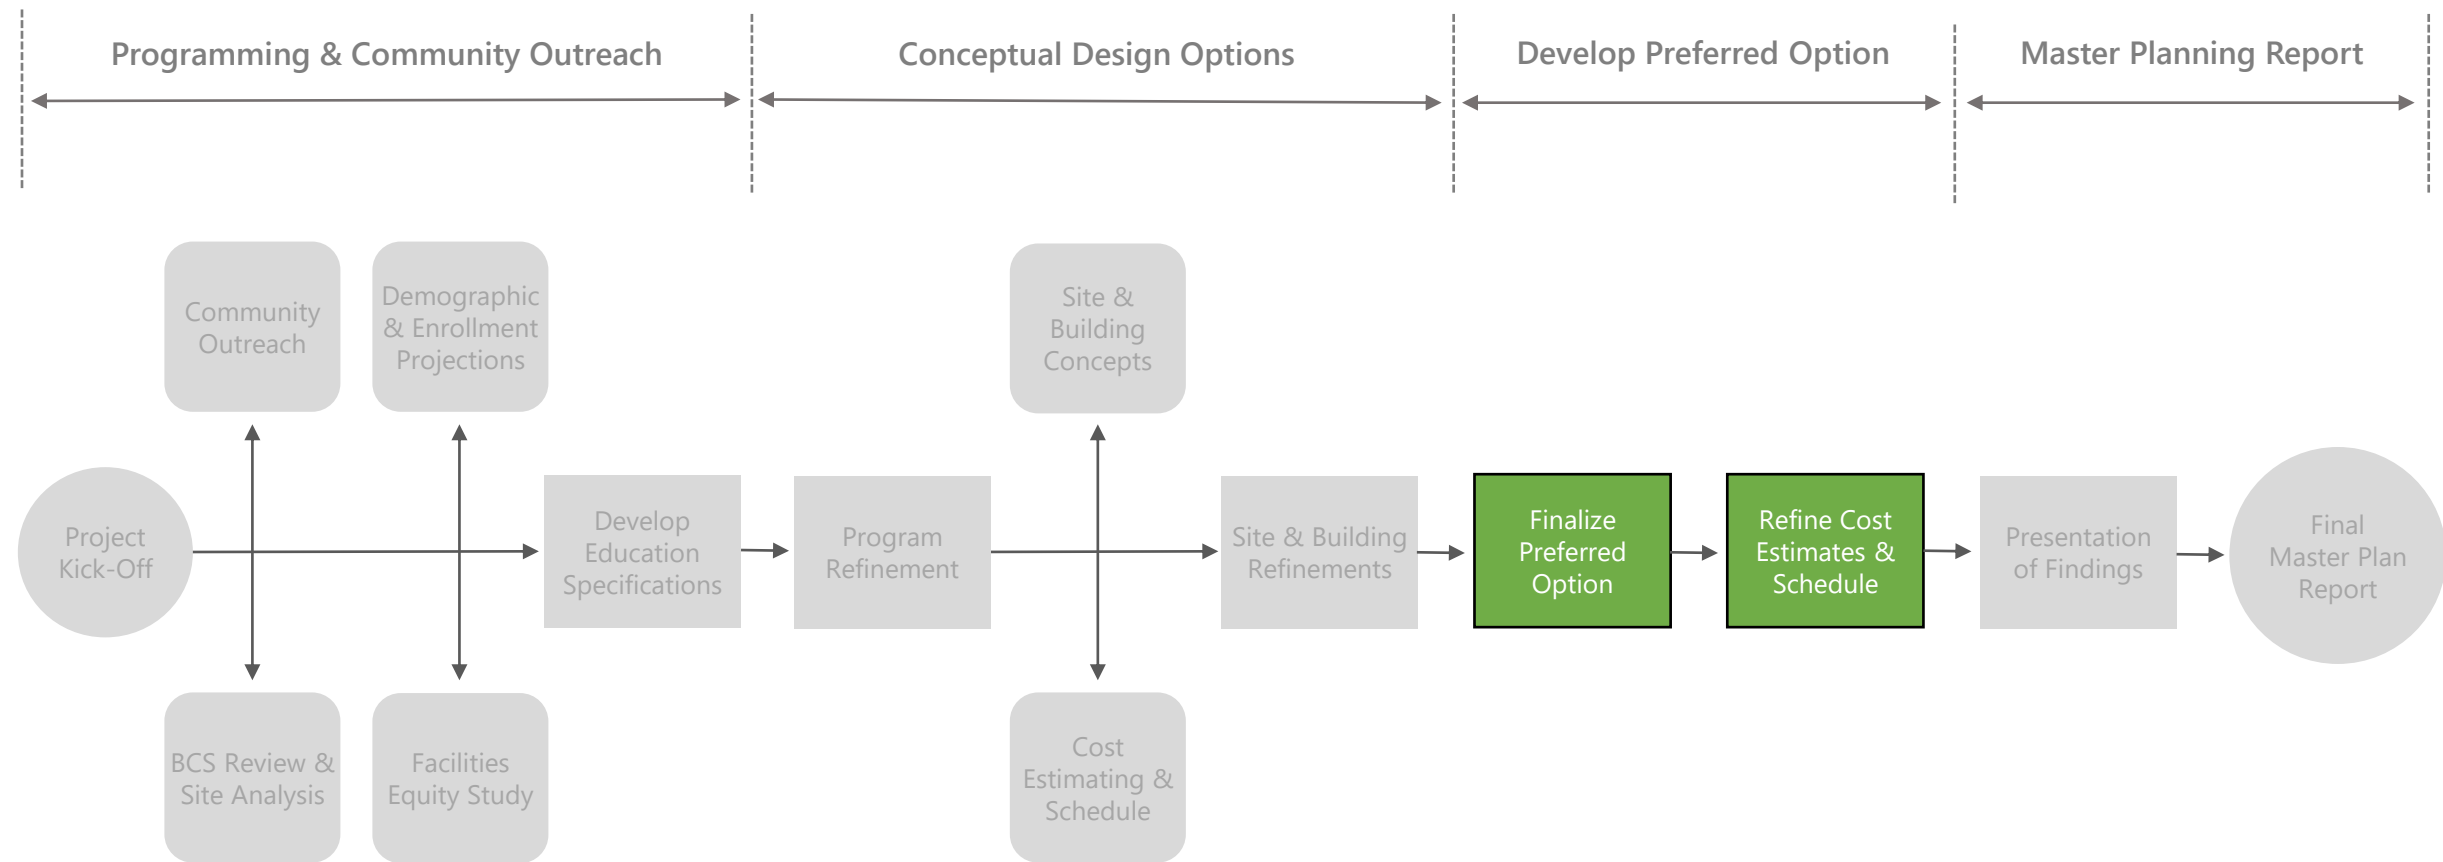 Programming & Community Outreach
Conceptual Design Options
Develop Preferred Option
Master Planning Report
Community
Outreach
Demographic
& Enrollment
Projections
Site &
Building
Concepts
Project
Kick-Off
Develop
Education
Specifications
Program
Refinement
Site & Building
Refinements
Finalize
Preferred
Option
Refine Cost
Estimates &
Schedule
Presentation
of Findings
Final
Master Plan
Report
BCS Review &
Site Analysis
Facilities
Equity Study
Cost
Estimating &
Schedule